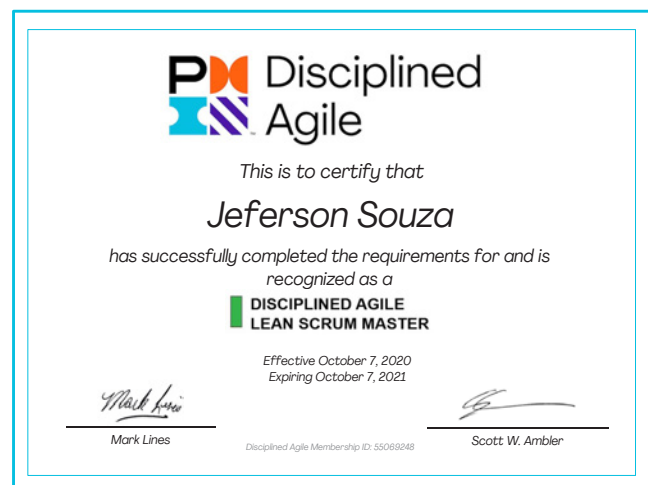 Disciplined
Agile
This is to certify that
Jeferson Souza
has successfully completed the requirements for and is
recognized as a
DISCIPLINED AGILE
LEAN SCRUM MASTER
Effective October 7, 2020
Expiring October 7, 2021
Mark Lines
Mark Lines
Scott W. Ambler
Disciplined Agile Membership ID: 55069248